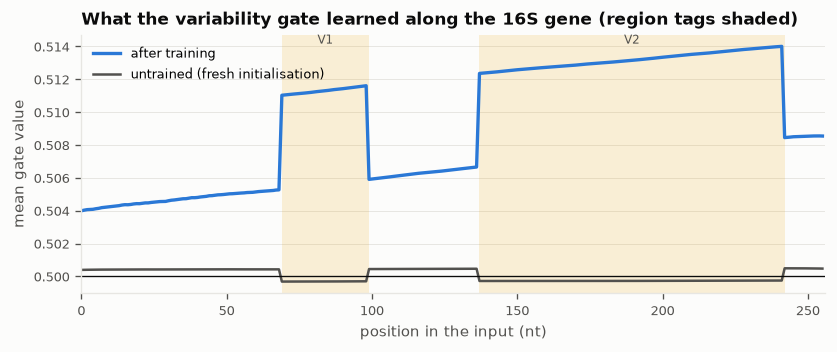 What the variability gate learned along the 16S gene (region tags shaded)
V1
V2
after training
untrained (fresh initialisation)
0.514
0.512
0.510
0.508
0.506
0.504
0.502
0.500
mean gate value
0
50
100
150
200
250
position in the input (nt)